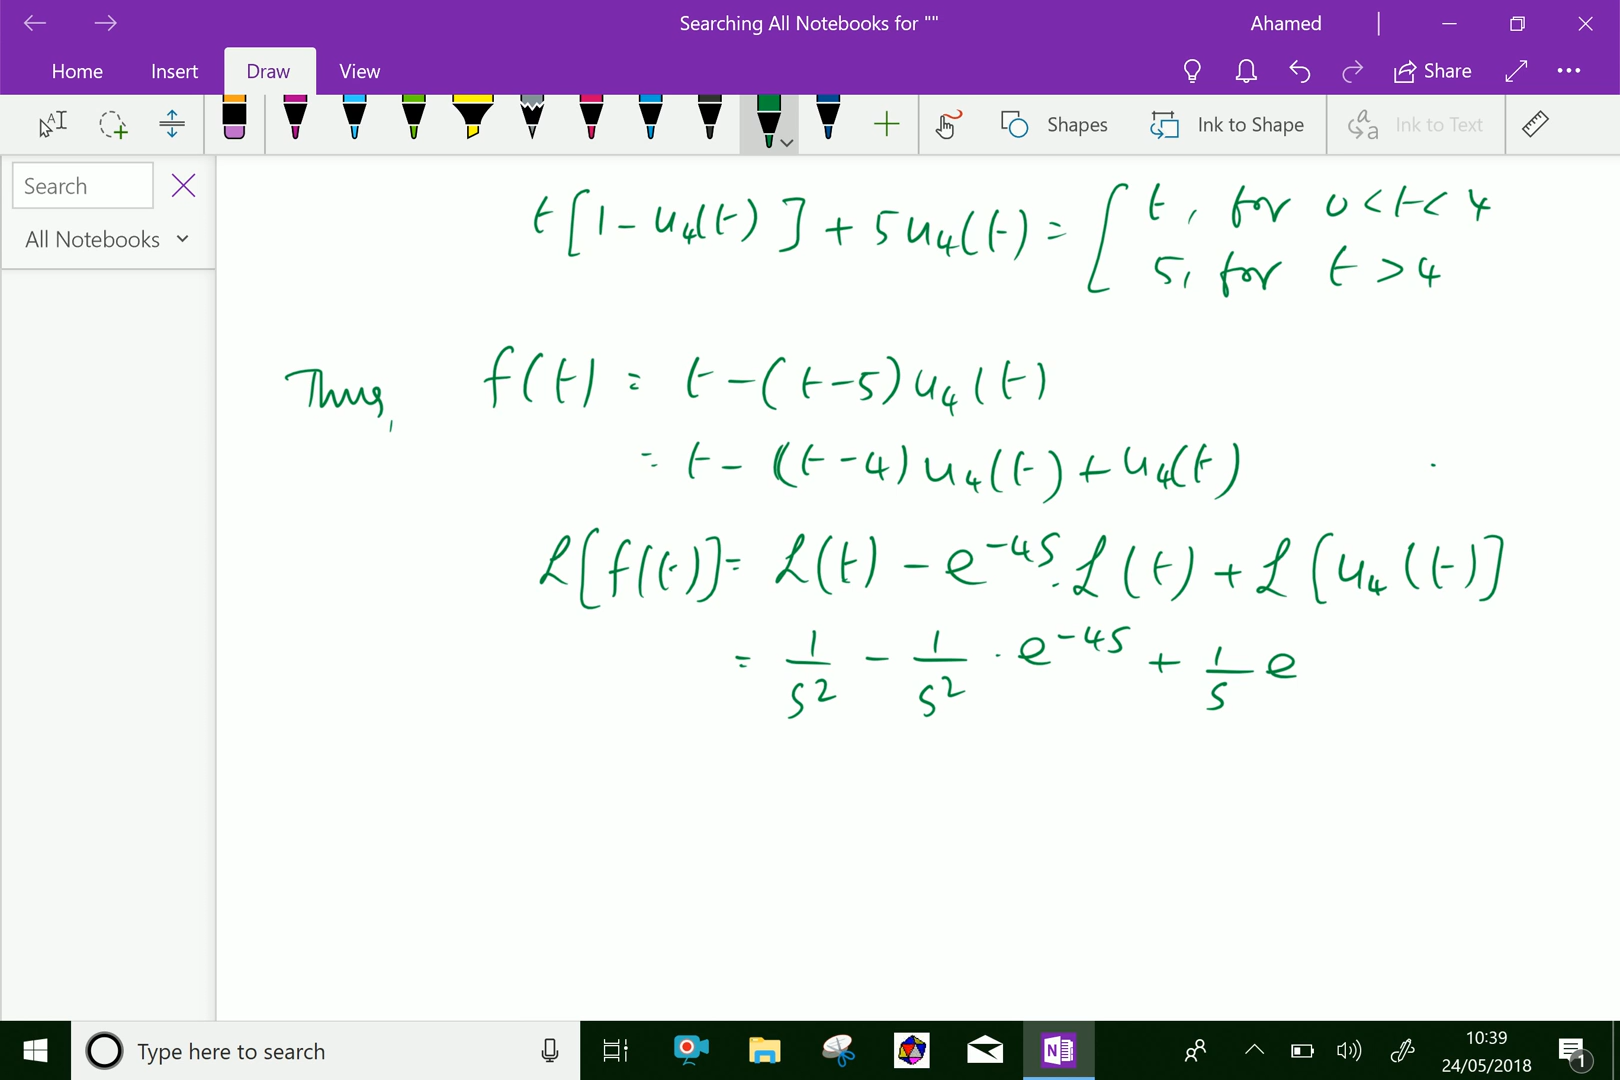 Searching All Notebooks for ""
Ahamed
Home Insert Draw View
Share
Shapes
Ink to Shape
Ink to Text
Search
All Notebooks
t[1-u₄(t)]+5u₄(t) = { t, for 0<t<4
5, for t>4
Thus, f(t) = t-(t-5)u₄(t)
= t-(t-4)u₄(t)+u₄(t)
ℒ[f(t)] = ℒ(t) - e⁻⁴ˢ.ℒ(t) + ℒ[u₄(t)]
= 1/s² - 1/s² · e⁻⁴ˢ + 1/s e
Type here to search
10:39
24/05/2018
1